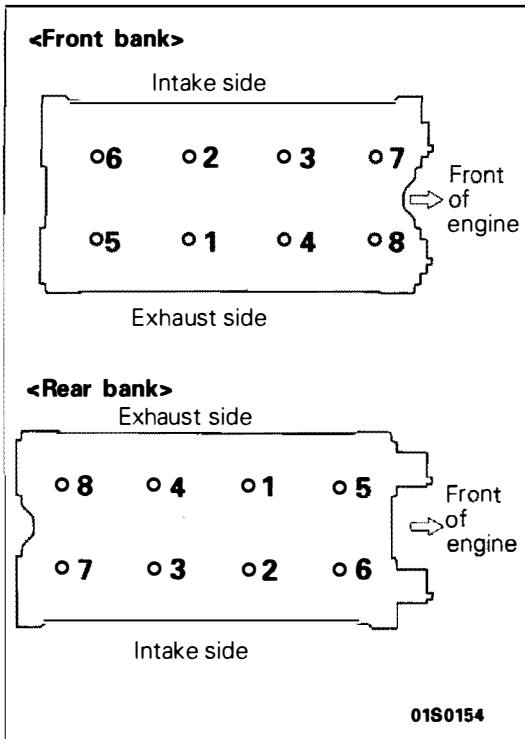 <Front bank>
Intake side
6 2 3 7
Front
of
engine
5 1 4 8
Exhaust side
<Rear bank>
Exhaust side
8 4 1 5
Front
of
engine
7 3 2 6
Intake side
01S0154